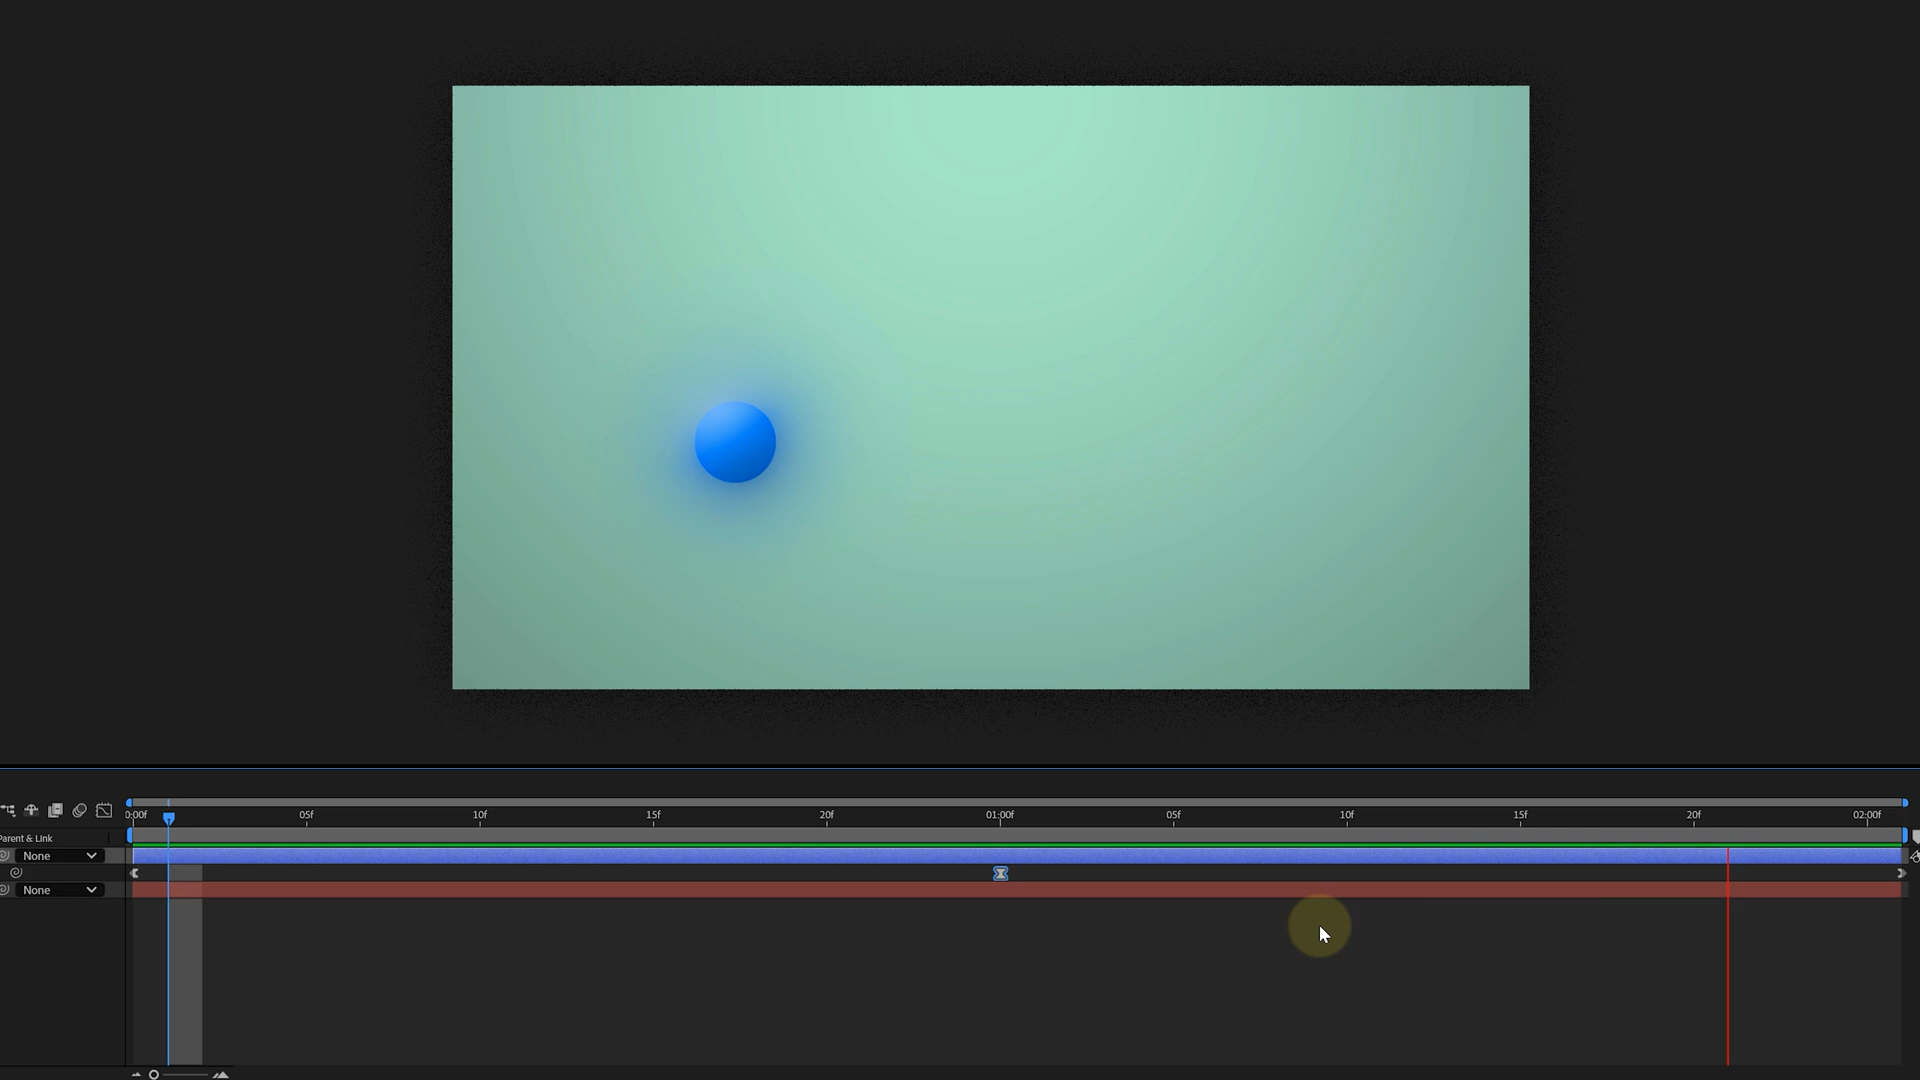 0:00f 05f 10f 15f 20f 01:00f 05f 10f 15f 20f 02:00f
Parent & Link
None
None